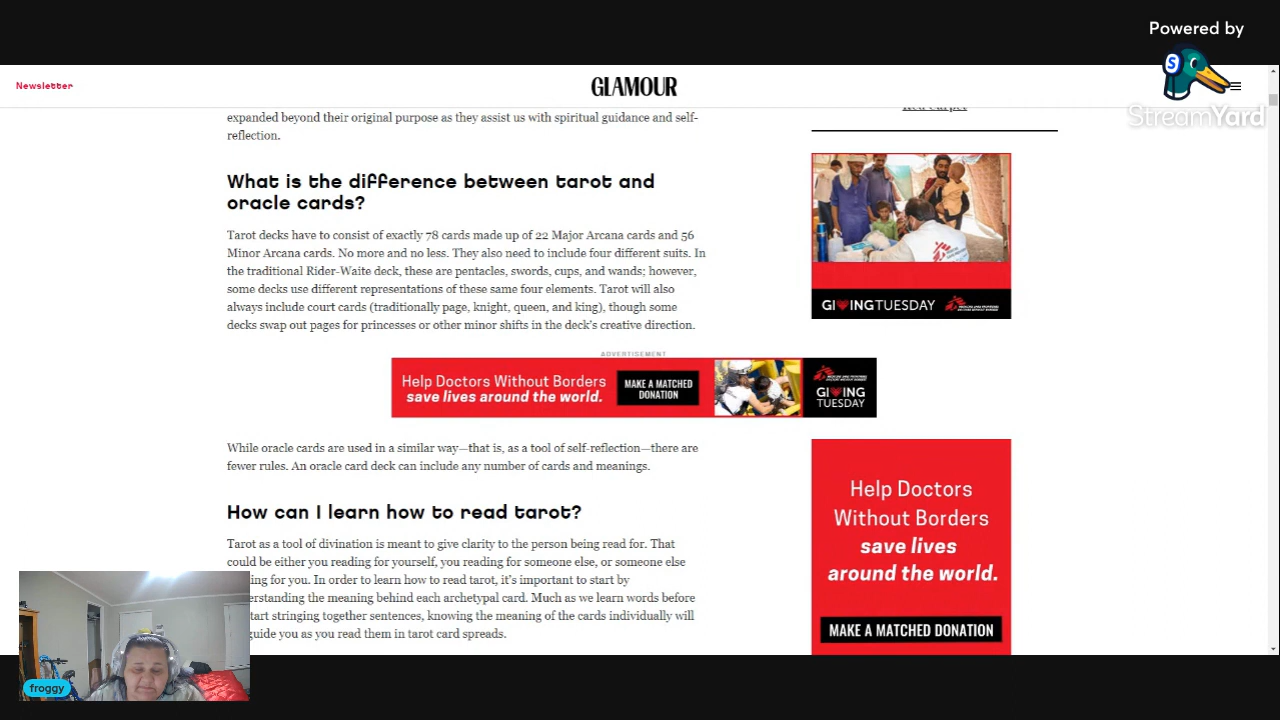 Powered by
StreamYard
Newsletter
GLAMOUR
expanded beyond their original purpose as they assist us with spiritual guidance and self-
reflection.
What is the difference between tarot and
oracle cards?
Tarot decks have to consist of exactly 78 cards made up of 22 Major Arcana cards and 56
Minor Arcana cards. No more and no less. They also need to include four different suits. In
the traditional Rider-Waite deck, these are pentacles, swords, cups, and wands; however,
some decks use different representations of these same four elements. Tarot will also
always include court cards (traditionally page, knight, queen, and king), though some
decks swap out pages for princesses or other minor shifts in the deck's creative direction.
GIVING TUESDAY
ADVERTISEMENT
Help Doctors Without Borders
save lives around the world.
MAKE A MATCHED
DONATION
GIVING
TUESDAY
While oracle cards are used in a similar way—that is, as a tool of self-reflection—there are
fewer rules. An oracle card deck can include any number of cards and meanings.
How can I learn how to read tarot?
Tarot as a tool of divination is meant to give clarity to the person being read for. That
could be either you reading for yourself, you reading for someone else, or someone else
ing for you. In order to learn how to read tarot, it's important to start by
erstanding the meaning behind each archetypal card. Much as we learn words before
tart stringing together sentences, knowing the meaning of the cards individually will
guide you as you read them in tarot card spreads.
Help Doctors
Without Borders
save lives
around the world.
MAKE A MATCHED DONATION
froggy